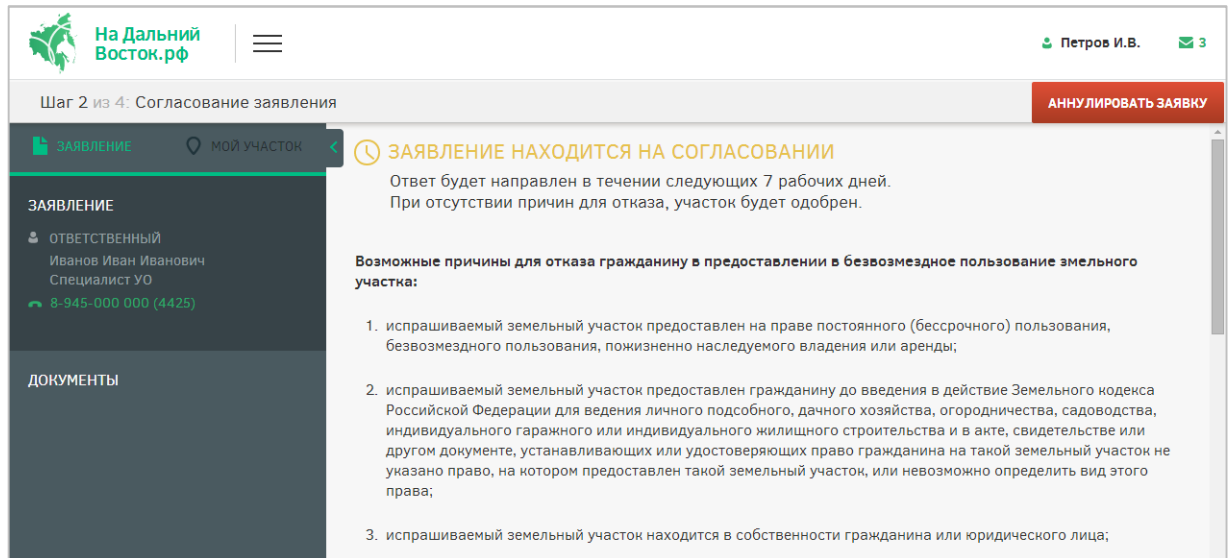 На Дальний
Восток.рф
Петров И.В.
3
Шаг 2 из 4: Согласование заявления
АННУЛИРОВАТЬ ЗАЯВКУ
ЗАЯВЛЕНИЕ
МОЙ УЧАСТОК
ЗАЯВЛЕНИЕ
ОТВЕТСТВЕННЫЙ
Иванов Иван Иванович
Специалист УО
8-945-000 000 (4425)
ДОКУМЕНТЫ
ЗАЯВЛЕНИЕ НАХОДИТСЯ НА СОГЛАСОВАНИИ
Ответ будет направлен в течении следующих 7 рабочих дней.
При отсутствии причин для отказа, участок будет одобрен.
Возможные причины для отказа гражданину в предоставлении в безвозмездное пользование змельного
участка:
1. испрашиваемый земельный участок предоставлен на праве постоянного (бессрочного) пользования,
безвозмездного пользования, пожизненно наследуемого владения или аренды;
2. испрашиваемый земельный участок предоставлен гражданину до введения в действие Земельного кодекса
Российской Федерации для ведения личного подсобного, дачного хозяйства, огородничества, садоводства,
индивидуального гаражного или индивидуального жилищного строительства и в акте, свидетельстве или
другом документе, устанавливающих или удостоверяющих право гражданина на такой земельный участок не
указано право, на котором предоставлен такой земельный участок, или невозможно определить вид этого
права;
3. испрашиваемый земельный участок находится в собственности гражданина или юридического лица;